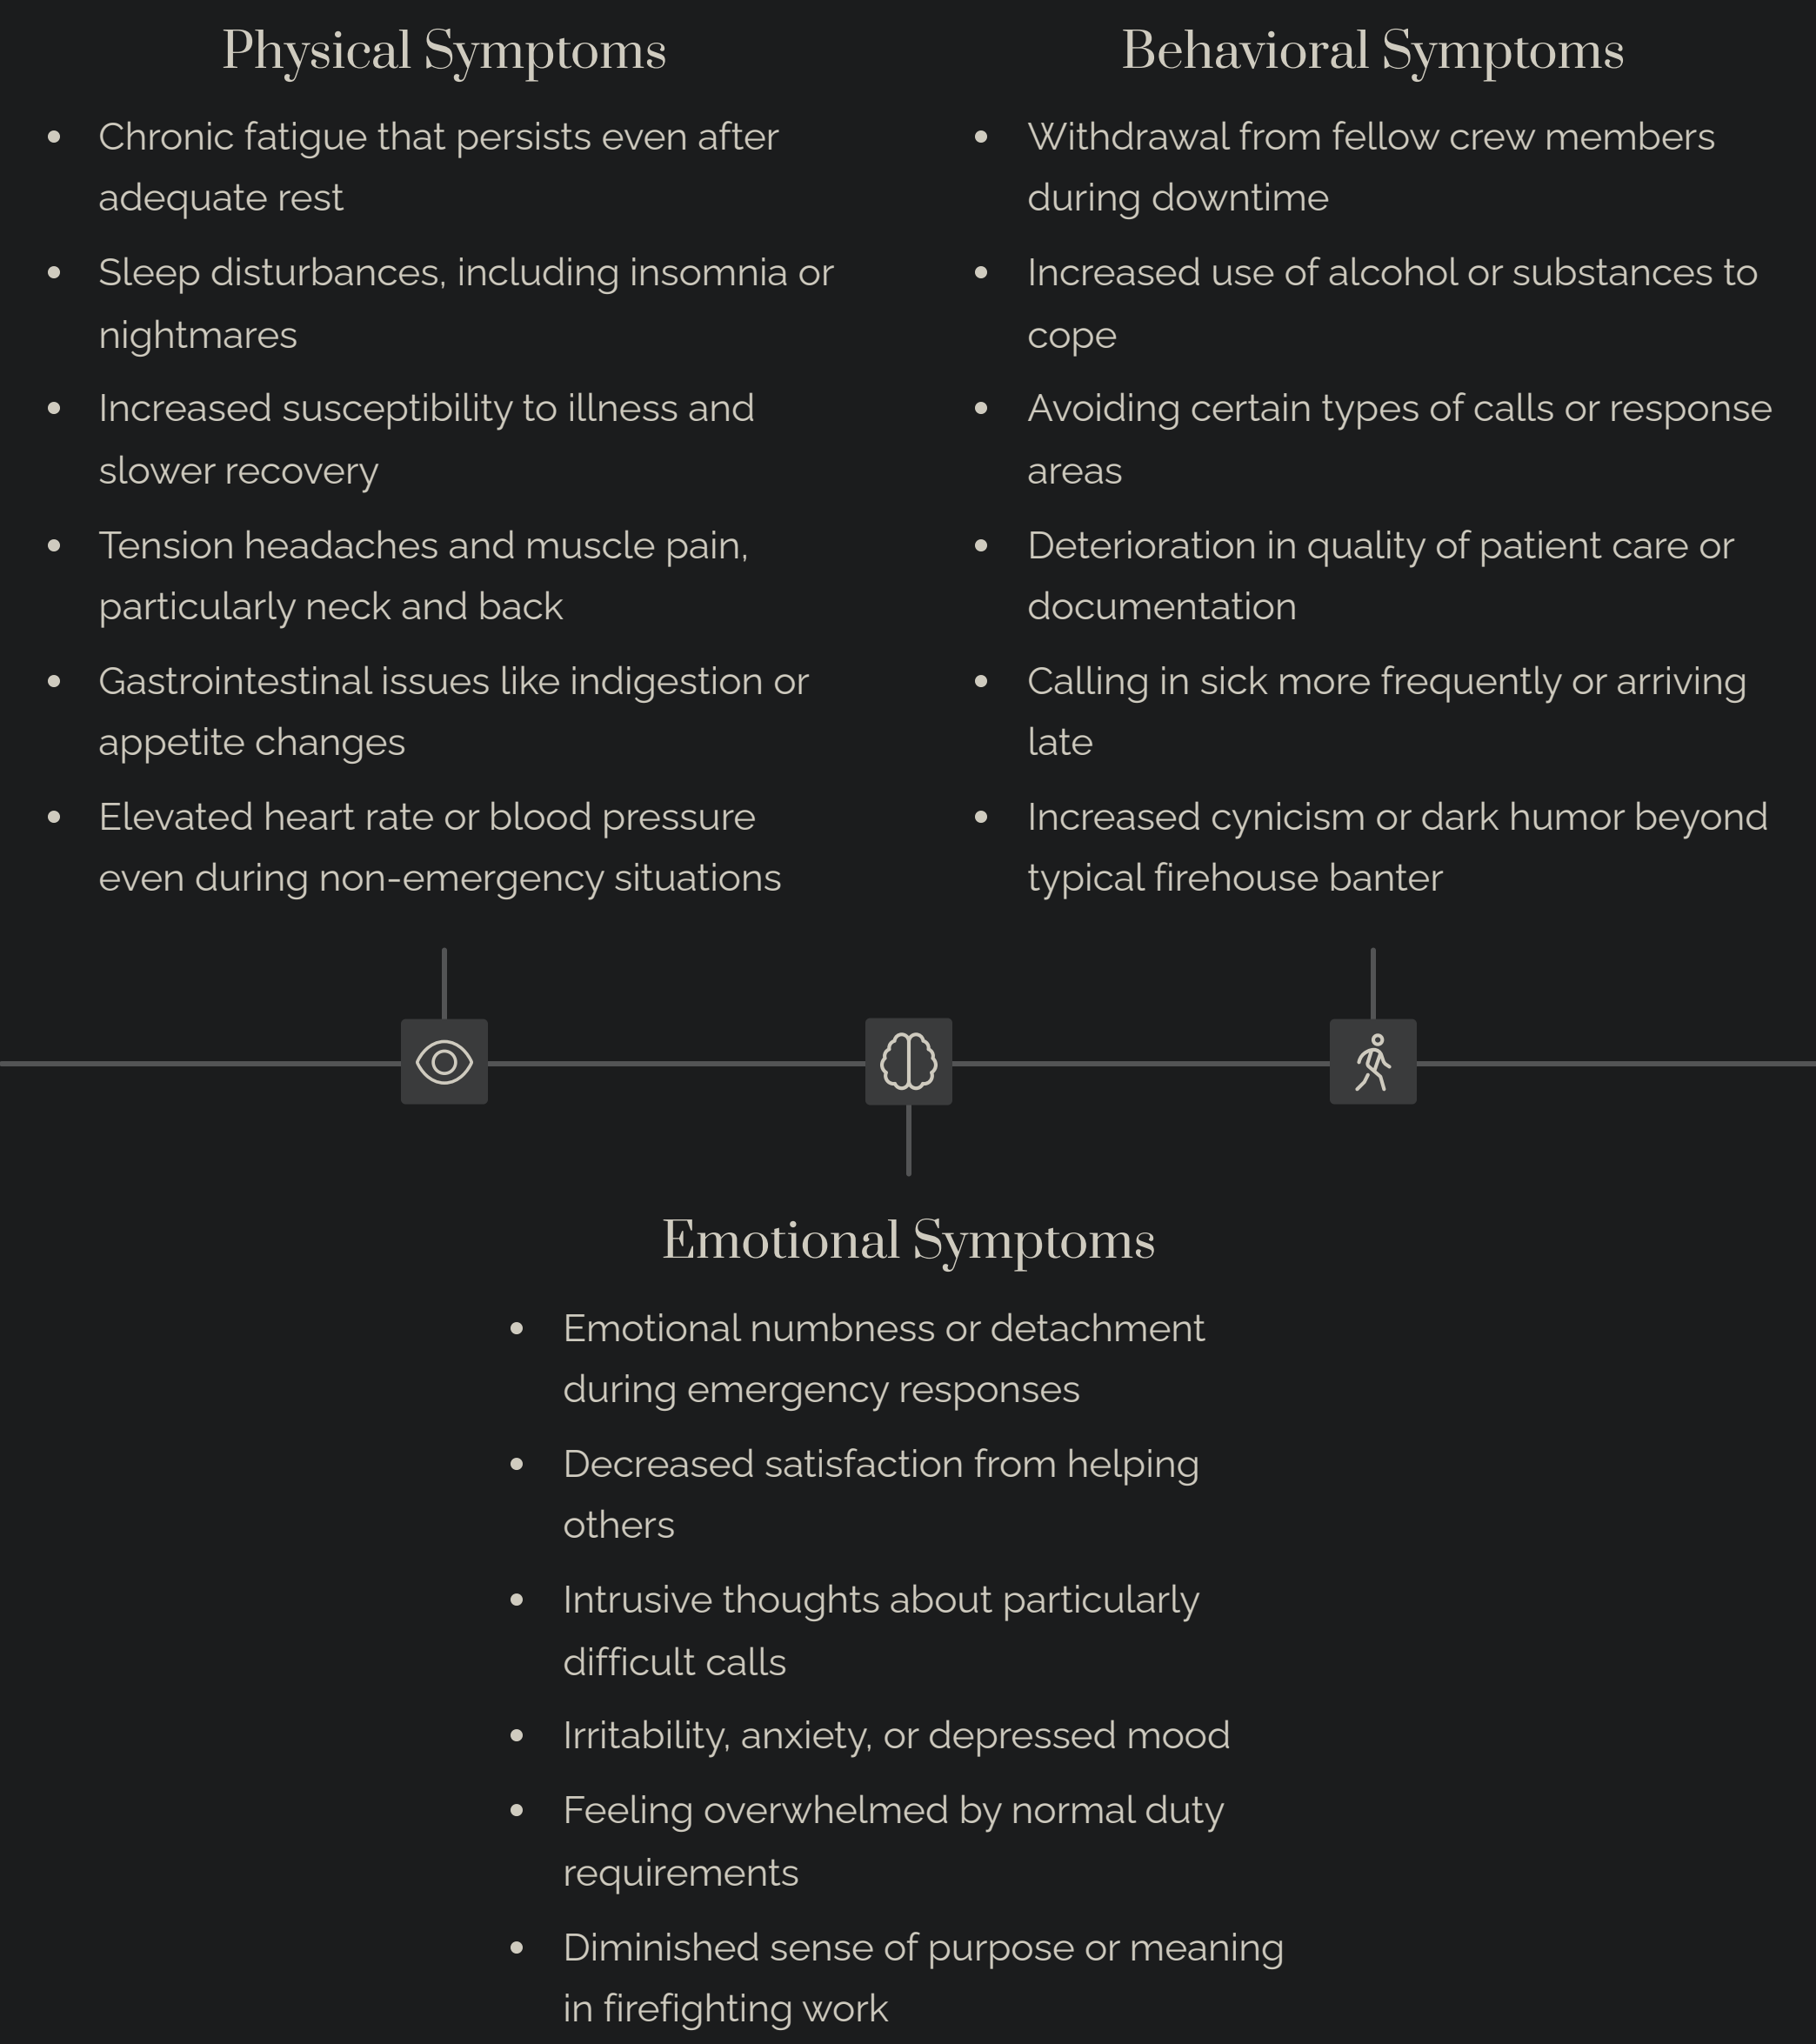 Physical Symptoms
• Chronic fatigue that persists even after
adequate rest
• Sleep disturbances, including insomnia or
nightmares
• Increased susceptibility to illness and
slower recovery
• Tension headaches and muscle pain,
particularly neck and back
• Gastrointestinal issues like indigestion or
appetite changes
• Elevated heart rate or blood pressure
even during non-emergency situations
Behavioral Symptoms
• Withdrawal from fellow crew members
during downtime
• Increased use of alcohol or substances to
cope
• Avoiding certain types of calls or response
areas
• Deterioration in quality of patient care or
documentation
• Calling in sick more frequently or arriving
late
• Increased cynicism or dark humor beyond
typical firehouse banter
Emotional Symptoms
• Emotional numbness or detachment
during emergency responses
• Decreased satisfaction from helping
others
• Intrusive thoughts about particularly
difficult calls
• Irritability, anxiety, or depressed mood
• Feeling overwhelmed by normal duty
requirements
• Diminished sense of purpose or meaning
in firefighting work